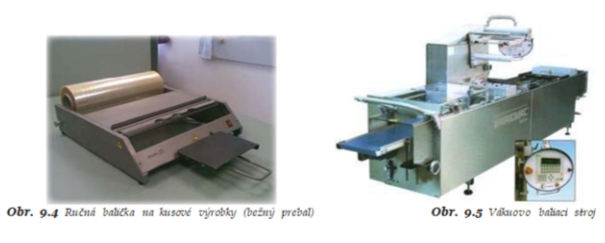 Obr. 9.4 Ručná balička na kusové výrobky (bežný prebal)
Obr. 9.5 Vákuovo baliaci stroj